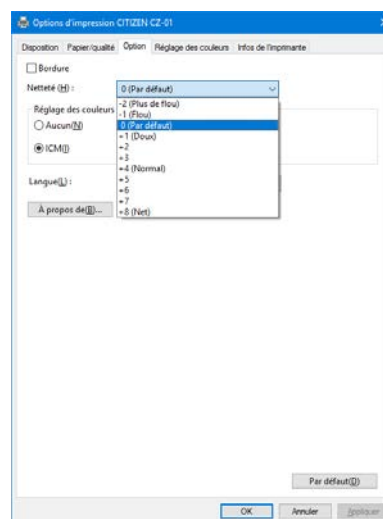 Options d'impression CITIZEN CZ-01
Disposition Papier/qualité Option Réglage des couleurs Infos de l'imprimante
Bordure
Netteté (H) : 0 (Par défaut)
-2 (Plus de flou)
-1 (Flou)
0 (Par défaut)
+1 (Doux)
+2
+3
+4 (Normal)
+5
+6
+7
+8 (Net)
Réglage des couleurs
Aucun(N)
ICM(I)
Langue(L) :
À propos de(B)...
Par défaut(D)
OK Annuler Appliquer